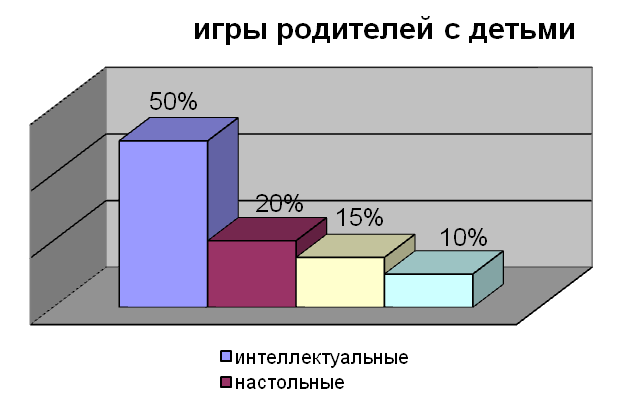 игры родителей с детьми
50%
20%
15%
10%
интеллектуальные
настольные